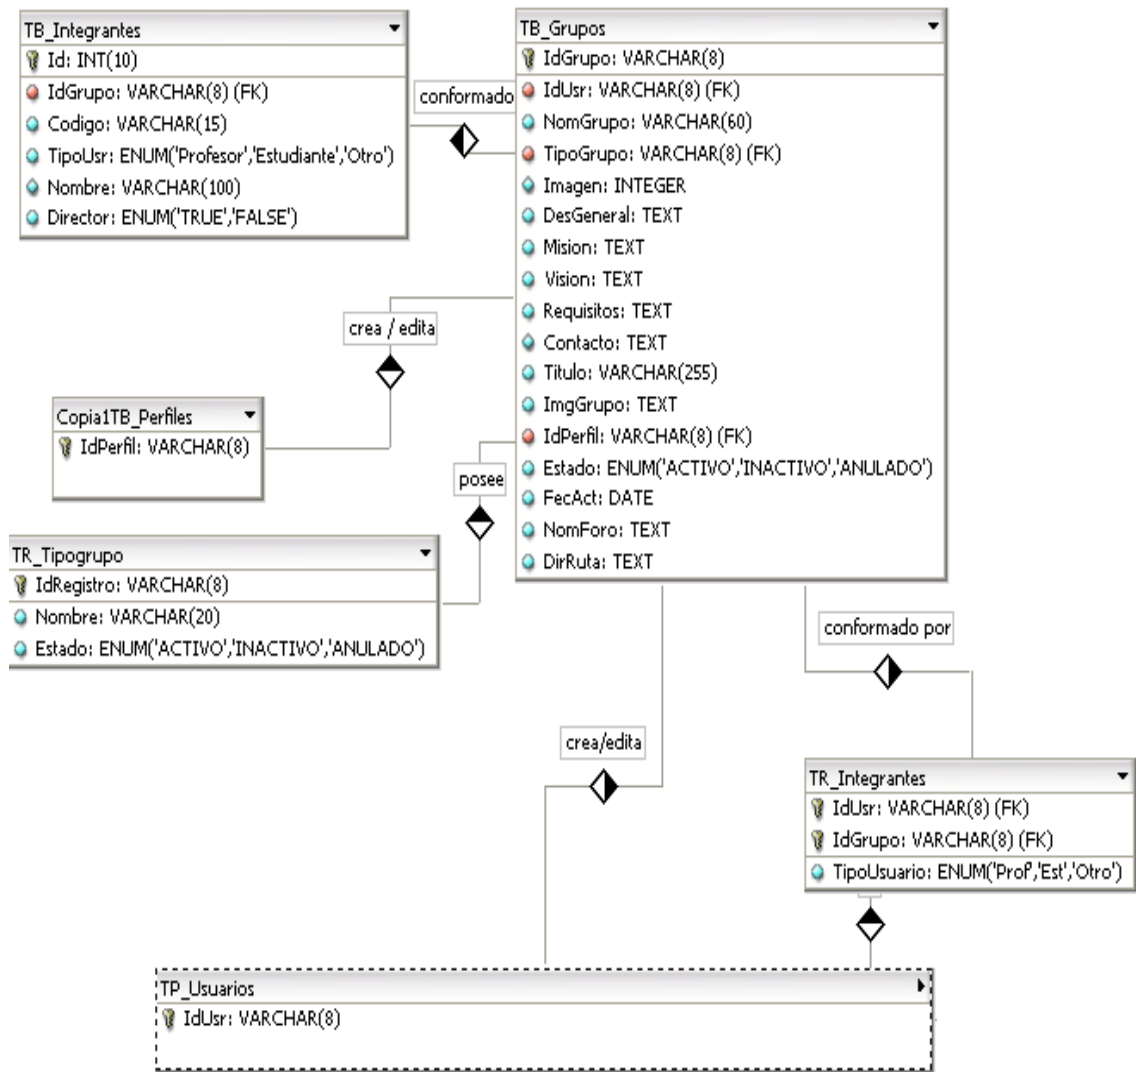 TB_Integrantes
Id: INT(10)
IdGrupo: VARCHAR(8) (FK)
Codigo: VARCHAR(15)
TipoUsr: ENUM('Profesor','Estudiante','Otro')
Nombre: VARCHAR(100)
Director: ENUM('TRUE','FALSE')
conformado
TB_Grupos
IdGrupo: VARCHAR(8)
IdUsr: VARCHAR(8) (FK)
NomGrupo: VARCHAR(60)
TipoGrupo: VARCHAR(8) (FK)
Imagen: INTEGER
DesGeneral: TEXT
Mision: TEXT
Vision: TEXT
Requisitos: TEXT
Contacto: TEXT
Titulo: VARCHAR(255)
ImgGrupo: TEXT
IdPerfil: VARCHAR(8) (FK)
Estado: ENUM('ACTIVO','INACTIVO','ANULADO')
FecAct: DATE
NomForo: TEXT
DirRuta: TEXT
crea / edita
Copia1TB_Perfiles
IdPerfil: VARCHAR(8)
posee
TR_Tipogrupo
IdRegistro: VARCHAR(8)
Nombre: VARCHAR(20)
Estado: ENUM('ACTIVO','INACTIVO','ANULADO')
conformado por
crea/edita
TR_Integrantes
IdUsr: VARCHAR(8) (FK)
IdGrupo: VARCHAR(8) (FK)
TipoUsuario: ENUM('Prof','Est','Otro')
TP_Usuarios
IdUsr: VARCHAR(8)